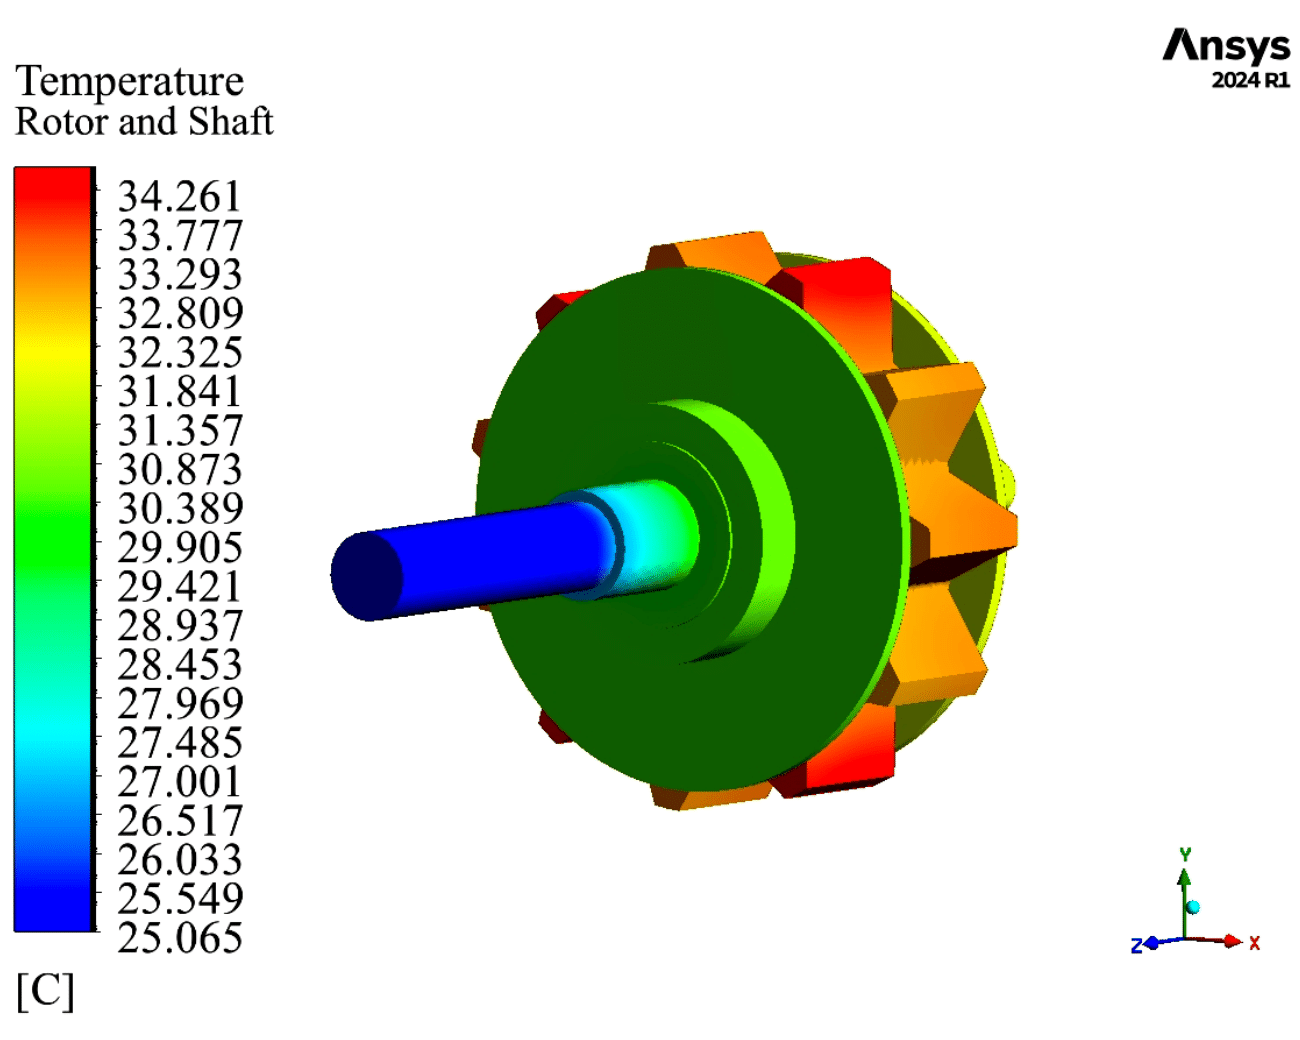 Ansys
2024 R1
Temperature
Rotor and Shaft
34.261
33.777
33.293
32.809
32.325
31.841
31.357
30.873
30.389
29.905
29.421
28.937
28.453
27.969
27.485
27.001
26.517
26.033
25.549
25.065
[C]
Y
Z
X